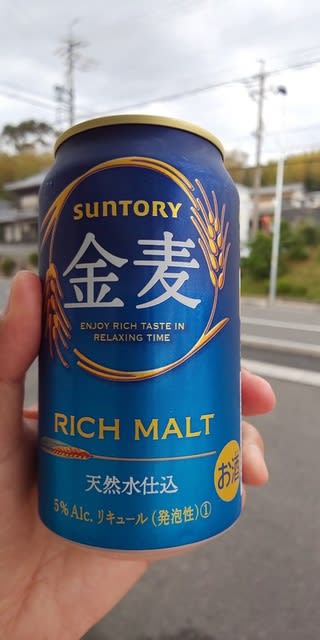 SUNTORY
金麦
ENJOY RICH TASTE IN
RELAXING TIME
RICH MALT
天然水仕込
お酒
5% Alc. リキュール(発泡性)①